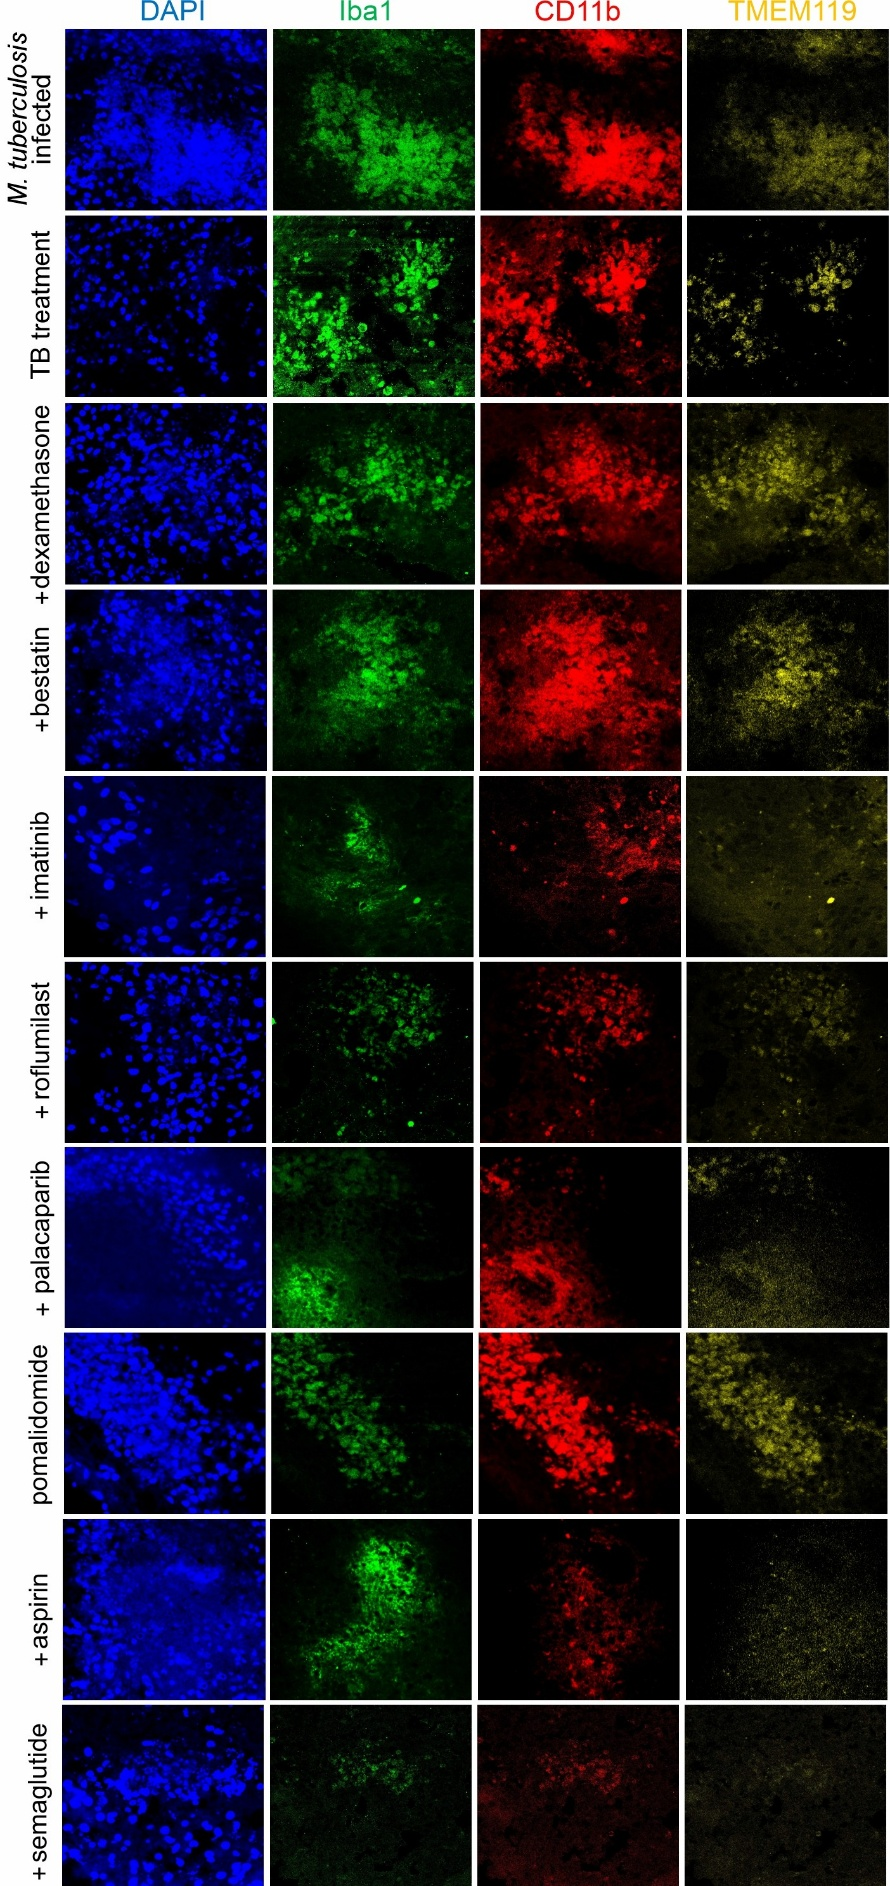 DAPI Iba1 CD11b TMEM119
M. tuberculosis
infected
TB treatment
+dexamethasone
+bestatin
+ imatinib
+ roflumilast
+ palacaparib
pomalidomide
+ aspirin
+ semaglutide